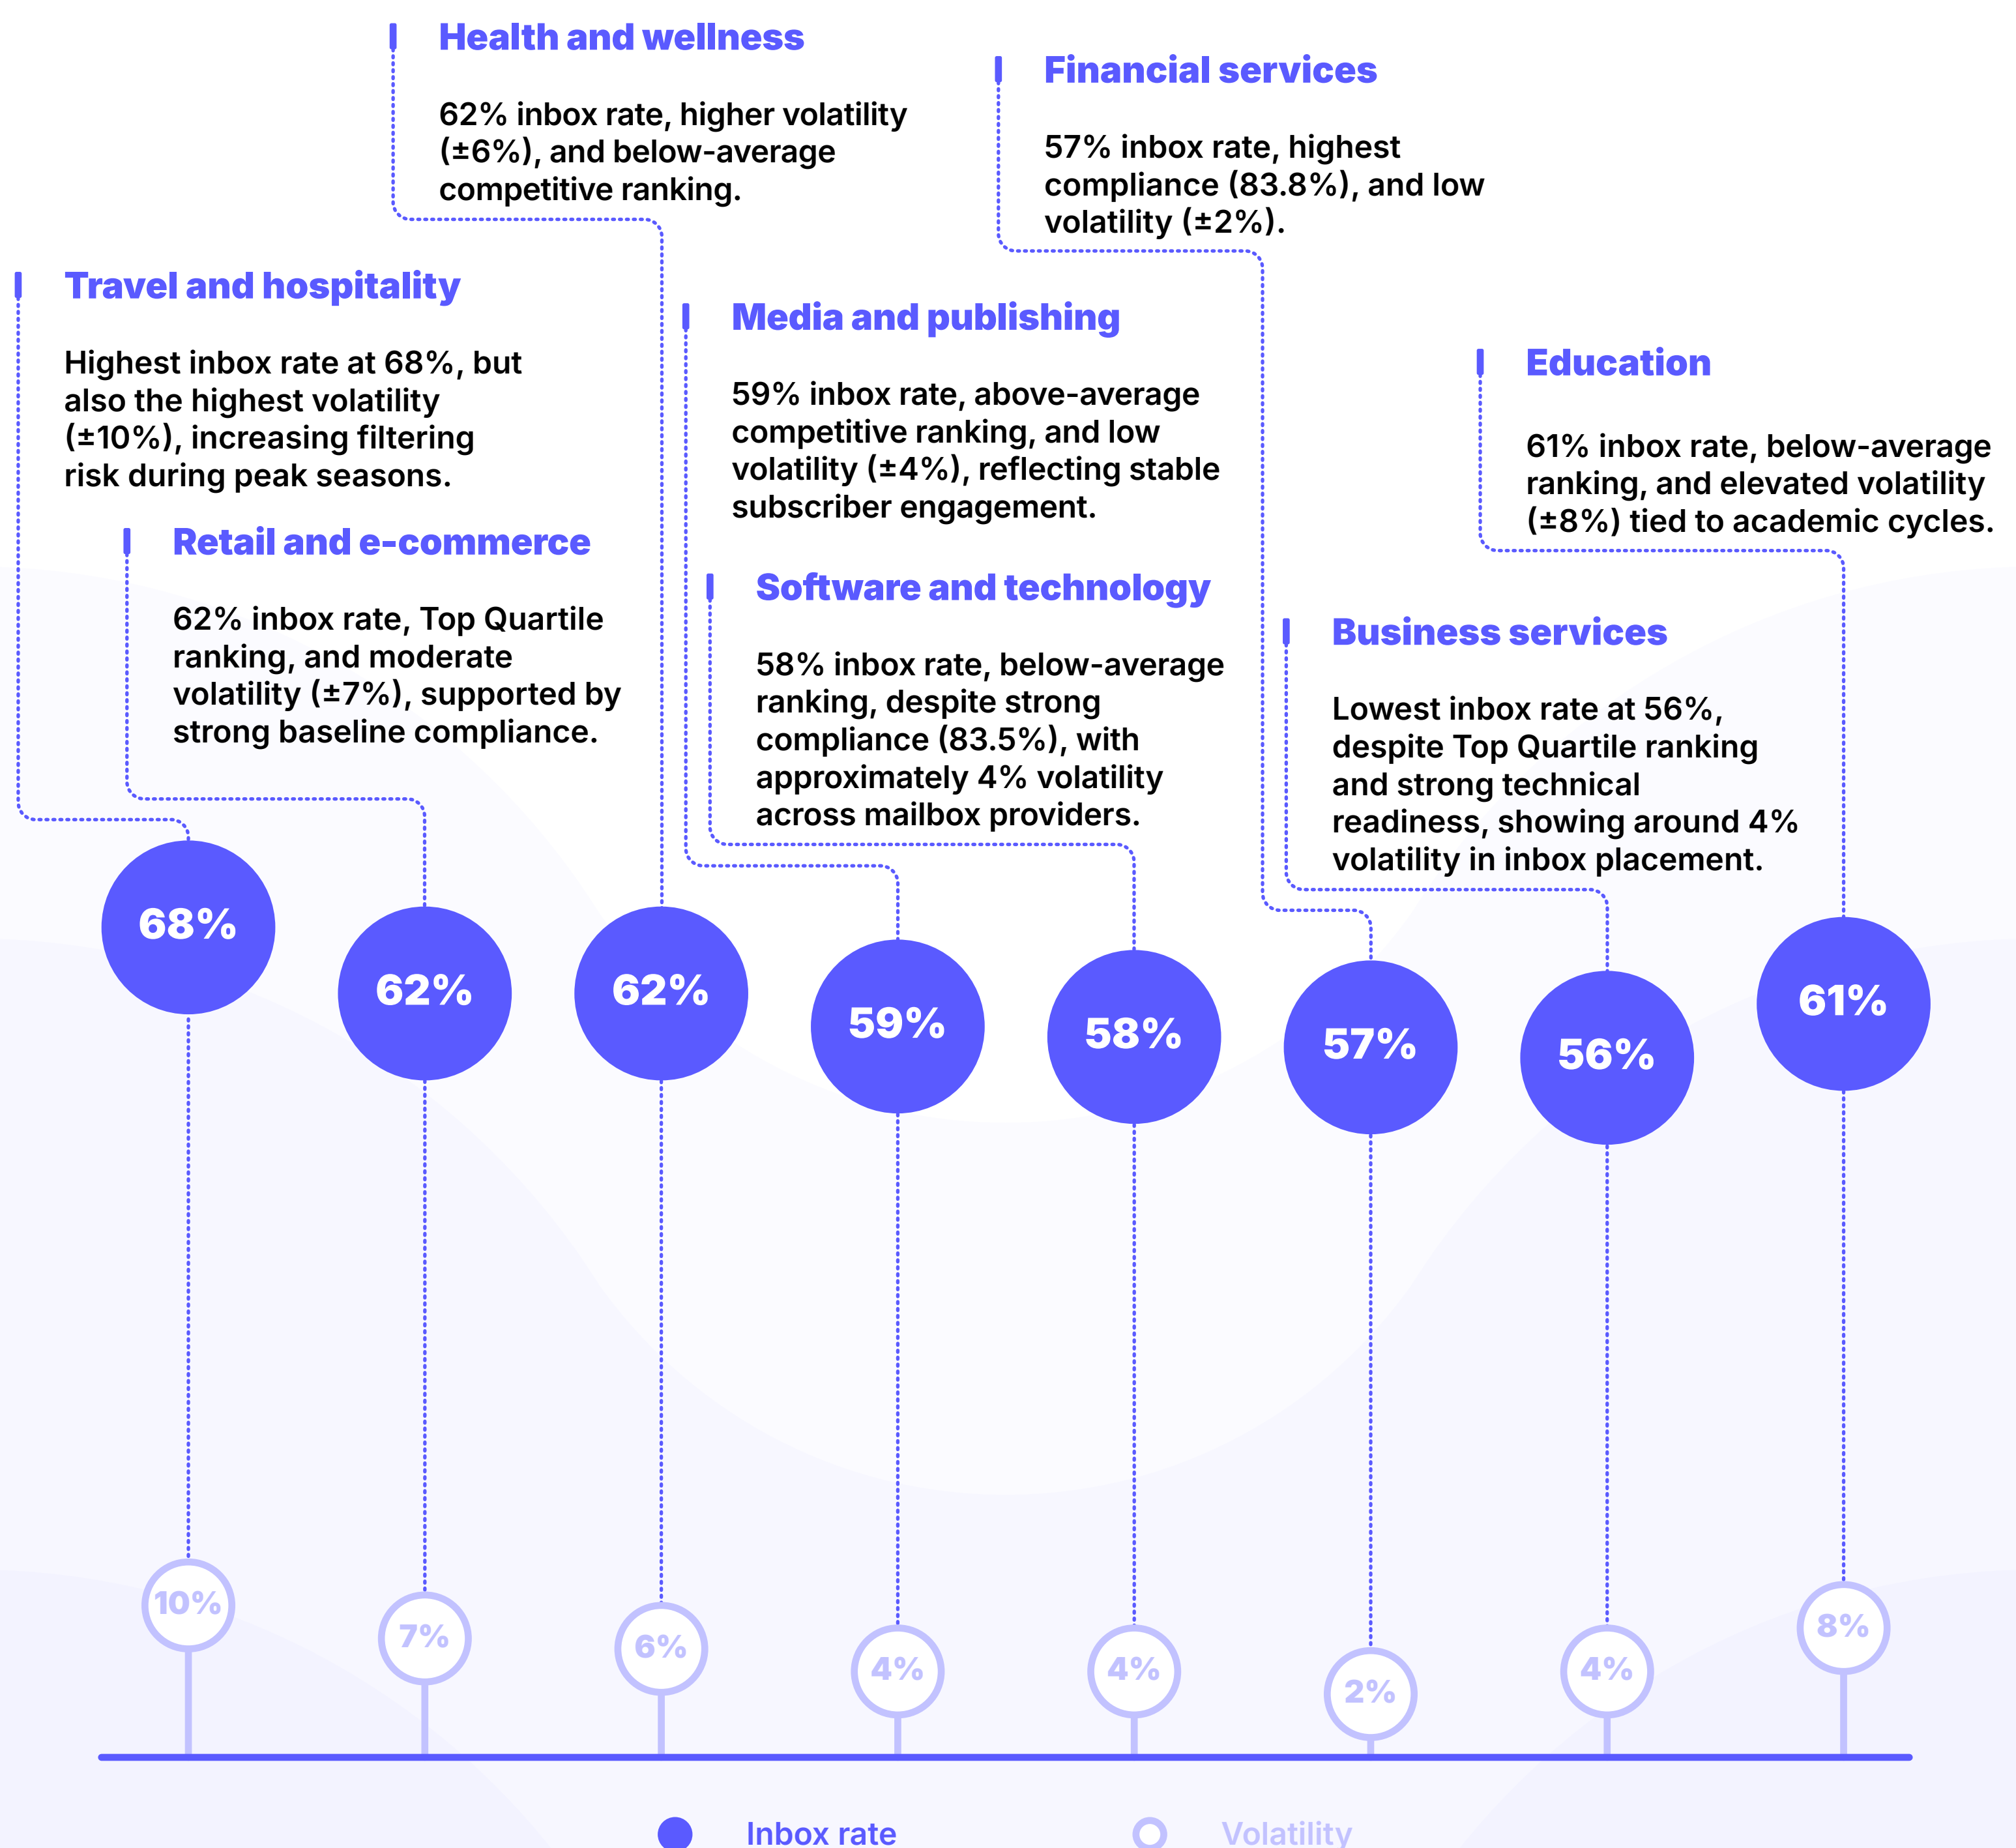 Health and wellness
62% inbox rate, higher volatility
(±6%), and below-average
competitive ranking.
Financial services
57% inbox rate, highest
compliance (83.8%), and low
volatility (±2%).
Travel and hospitality
Highest inbox rate at 68%, but
also the highest volatility
(±10%), increasing filtering
risk during peak seasons.
Media and publishing
59% inbox rate, above-average
competitive ranking, and low
volatility (±4%), reflecting stable
subscriber engagement.
Education
61% inbox rate, below-average
ranking, and elevated volatility
(±8%) tied to academic cycles.
Retail and e-commerce
62% inbox rate, Top Quartile
ranking, and moderate
volatility (±7%), supported by
strong baseline compliance.
Software and technology
58% inbox rate, below-average
ranking, despite strong
compliance (83.5%), with
approximately 4% volatility
across mailbox providers.
Business services
Lowest inbox rate at 56%,
despite Top Quartile ranking
and strong technical
readiness, showing around 4%
volatility in inbox placement.
68%
62%
62%
59%
58%
57%
56%
61%
10%
7%
6%
4%
4%
2%
4%
8%
Inbox rate
Volatility